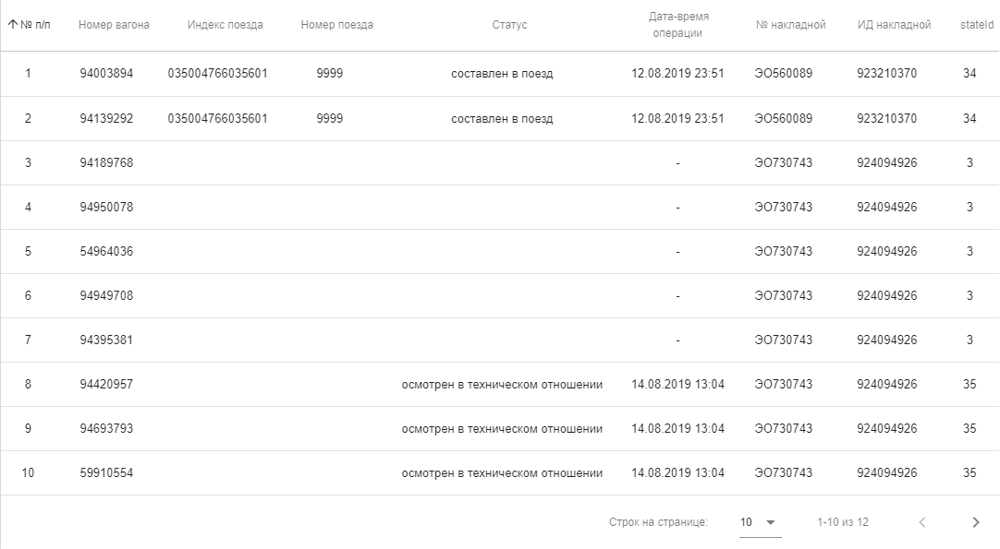 № п/п Номер вагона Индекс поезда Номер поезда Статус Дата-время операции № накладной ИД накладной stateId
1 94003894 035004766035601 9999 составлен в поезд 12.08.2019 23:51 ЭО560089 923210370 34
2 94139292 035004766035601 9999 составлен в поезд 12.08.2019 23:51 ЭО560089 923210370 34
3 94189768 - ЭО730743 924094926 3
4 94950078 - ЭО730743 924094926 3
5 54964036 - ЭО730743 924094926 3
6 94949708 - ЭО730743 924094926 3
7 94395381 - ЭО730743 924094926 3
8 94420957 осмотрен в техническом отношении 14.08.2019 13:04 ЭО730743 924094926 35
9 94693793 осмотрен в техническом отношении 14.08.2019 13:04 ЭО730743 924094926 35
10 59910554 осмотрен в техническом отношении 14.08.2019 13:04 ЭО730743 924094926 35
Строк на странице: 10 1-10 из 12